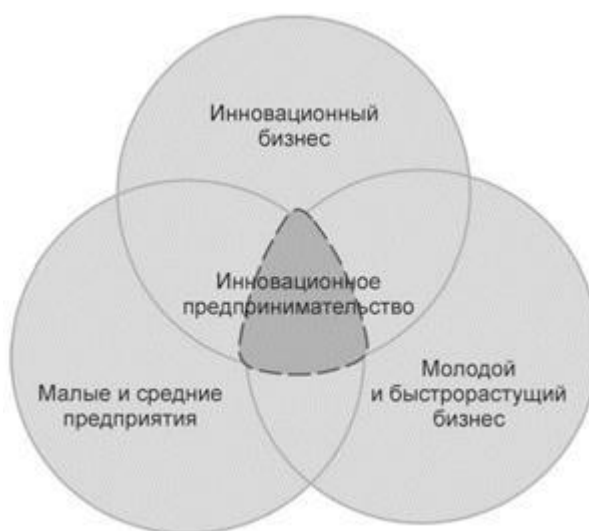 Инновационный
бизнес
Инновационное
предпринимательство
Малые и средние
предприятия
Молодой
и быстрорастущий
бизнес